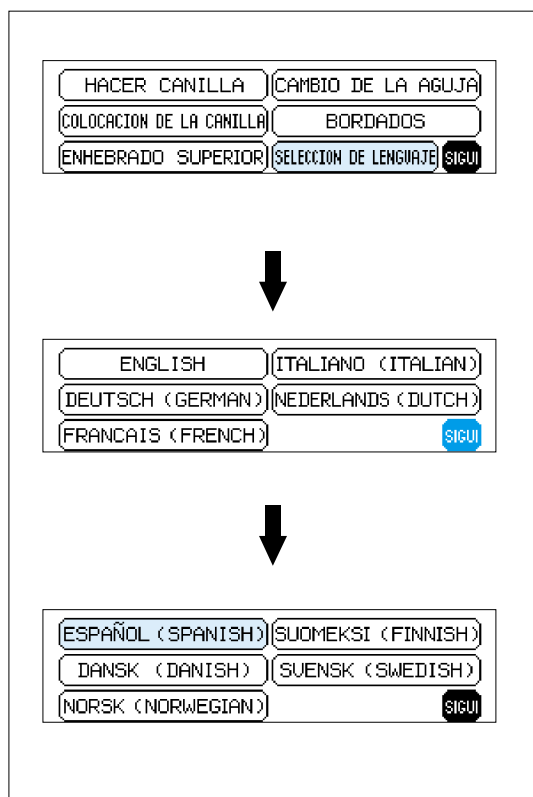 HACER CANILLA CAMBIO DE LA AGUJA
COLOCACION DE LA CANILLA BORDADOS
ENHEBRADO SUPERIOR SELECCION DE LENGUAJE SIGUI
ENGLISH ITALIANO (ITALIAN)
DEUTSCH (GERMAN) NEDERLANDS (DUTCH)
FRANCAIS (FRENCH) SIGUI
ESPAÑOL (SPANISH) SUOMEKSI (FINNISH)
DANSK (DANISH) SVENSK (SWEDISH)
NORSK (NORWEGIAN) SIGUI